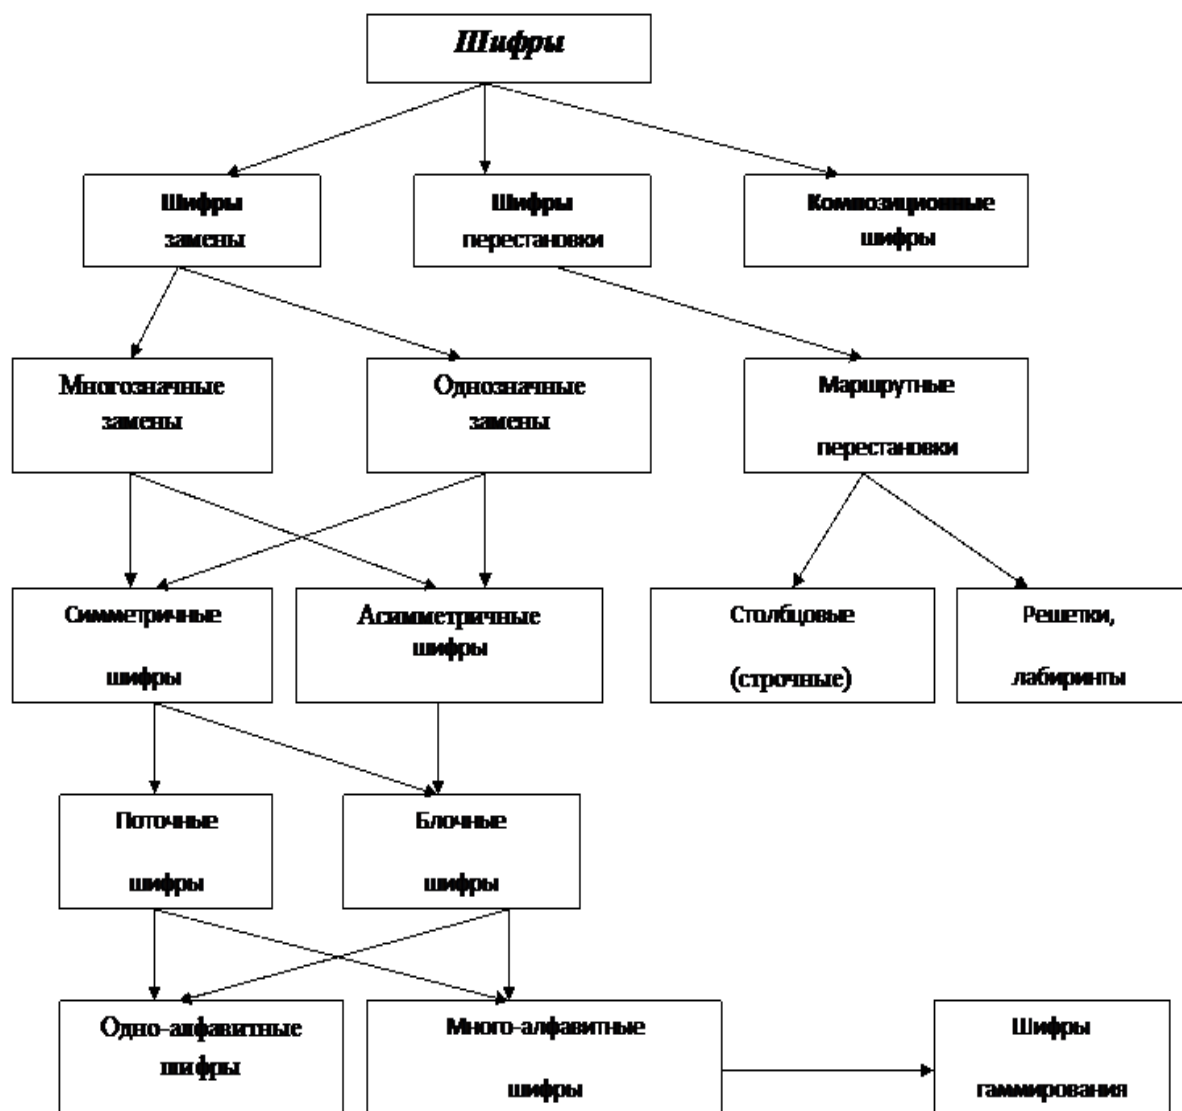 Шифры
Шифры
замены
Шифры
перестановки
Композиционные
шифры
Многозначные
замены
Однозначные
замены
Маршрутные
перестановки
Симметричные
шифры
Асимметричные
шифры
Столбцовые
(строчные)
Решетки,
лабиринты
Поточные
шифры
Блочные
шифры
Одно-алфавитные
шифры
Много-алфавитные
шифры
Шифры
гаммирования